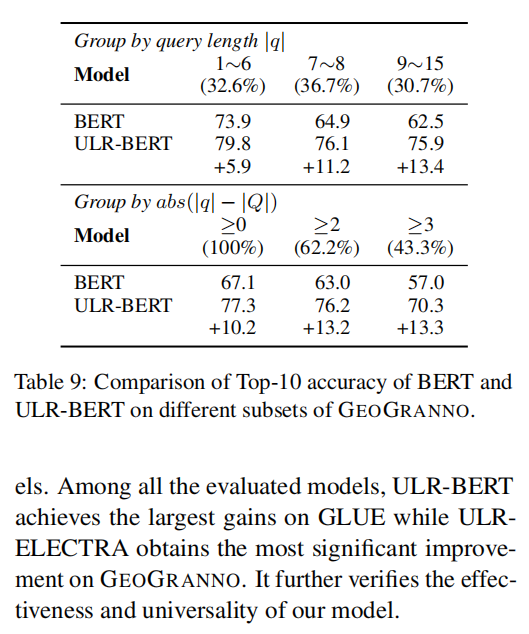 Group by query length |q|
Model 1∼6 7∼8 9∼15
(32.6%) (36.7%) (30.7%)
BERT 73.9 64.9 62.5
ULR-BERT 79.8 76.1 75.9
+5.9 +11.2 +13.4
Group by abs(|q| − |Q|)
Model ≥0 ≥2 ≥3
(100%) (62.2%) (43.3%)
BERT 67.1 63.0 57.0
ULR-BERT 77.3 76.2 70.3
+10.2 +13.2 +13.3
Table 9: Comparison of Top-10 accuracy of BERT and
ULR-BERT on different subsets of GEOGRANNO.
els. Among all the evaluated models, ULR-BERT
achieves the largest gains on GLUE while ULR-
ELECTRA obtains the most significant improve-
ment on GEOGRANNO. It further verifies the effec-
tiveness and universality of our model.